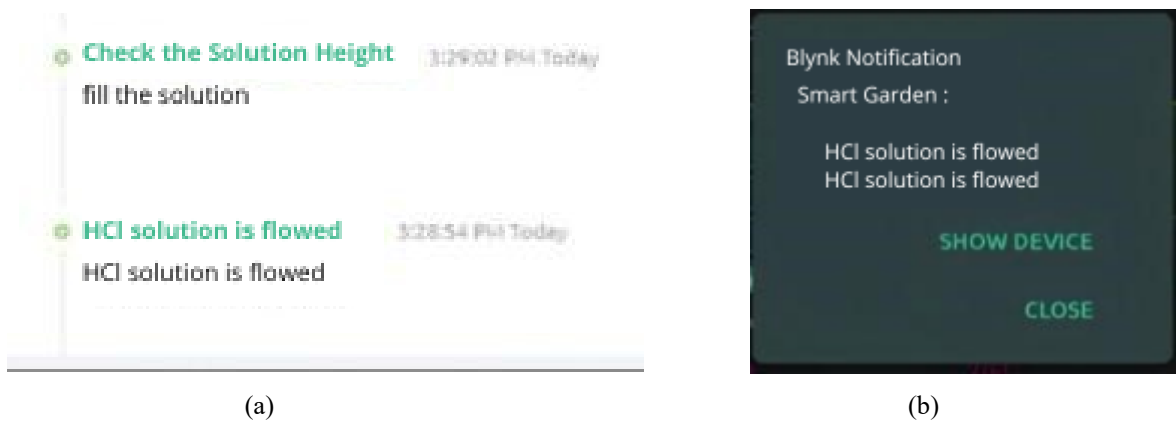 Check the Solution Height 3:29:02 PM Today
fill the solution
HCl solution is flowed 3:28:54 PM Today
HCl solution is flowed
(a)
Blynk Notification
Smart Garden :
HCl solution is flowed
HCl solution is flowed
SHOW DEVICE
CLOSE
(b)